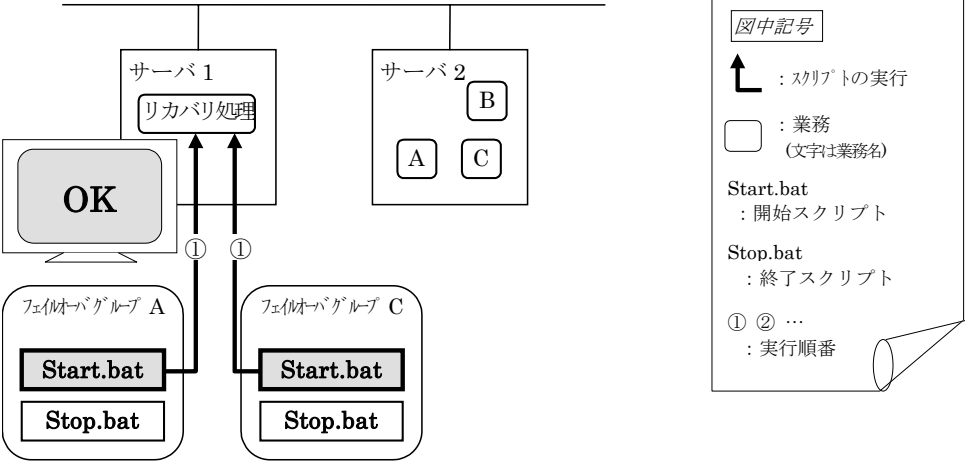 サーバ 1
リカバリ処理
サーバ 2
B
A
C
OK
①
①
フェイルオーバグループ A
Start.bat
Stop.bat
フェイルオーバグループ C
Start.bat
Stop.bat
図中記号
：スクリプトの実行
：業務
(文字は業務名)
Start.bat
：開始スクリプト
Stop.bat
：終了スクリプト
① ② …
：実行順番